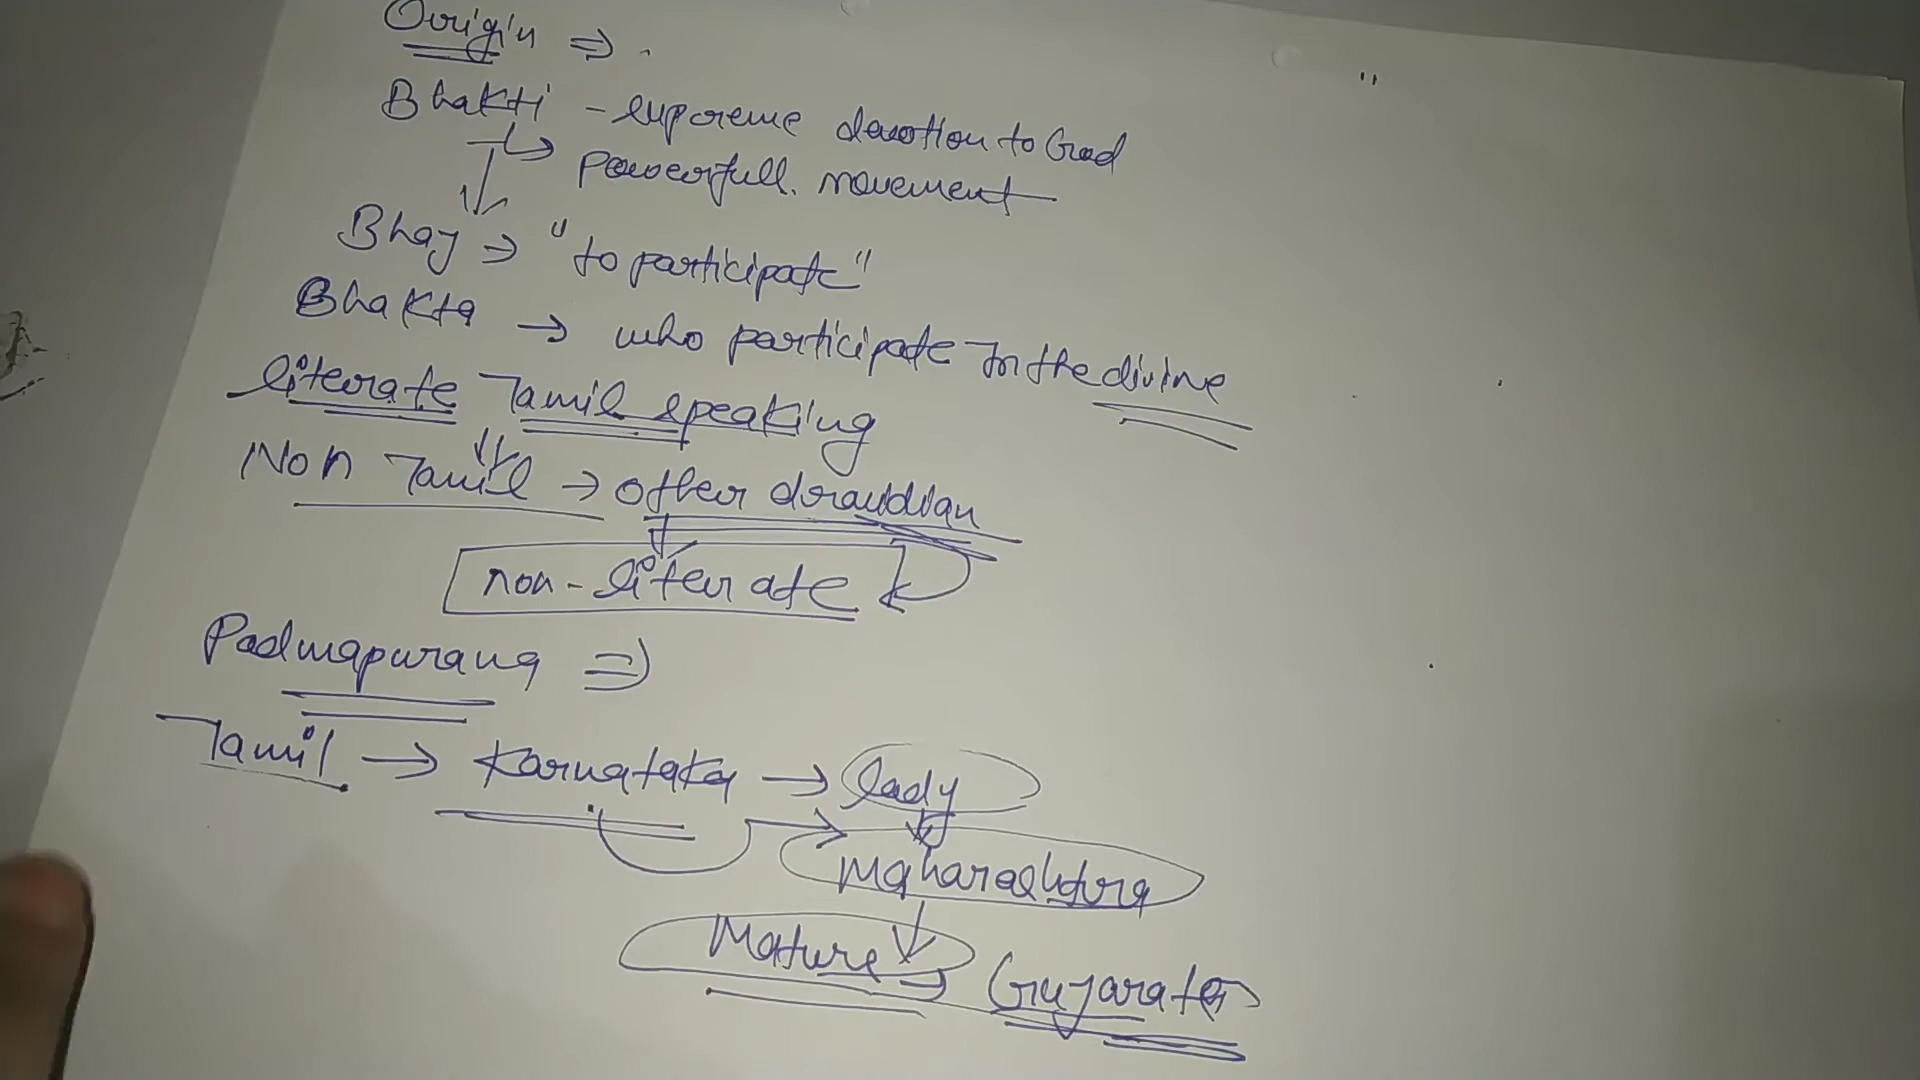 Origin ⇒
Bhakti - supreme devotion to God
↳ powerfull. movement
Bhaj ⇒ "to participate"
Bhakta → who participate In the divine
literate Tamil speaking
Non Tamil → other dravidian
non-literate
Padmapurana ⇒
Tamil → Karnataka → lady
Maharashtra
Mature → Gujarat